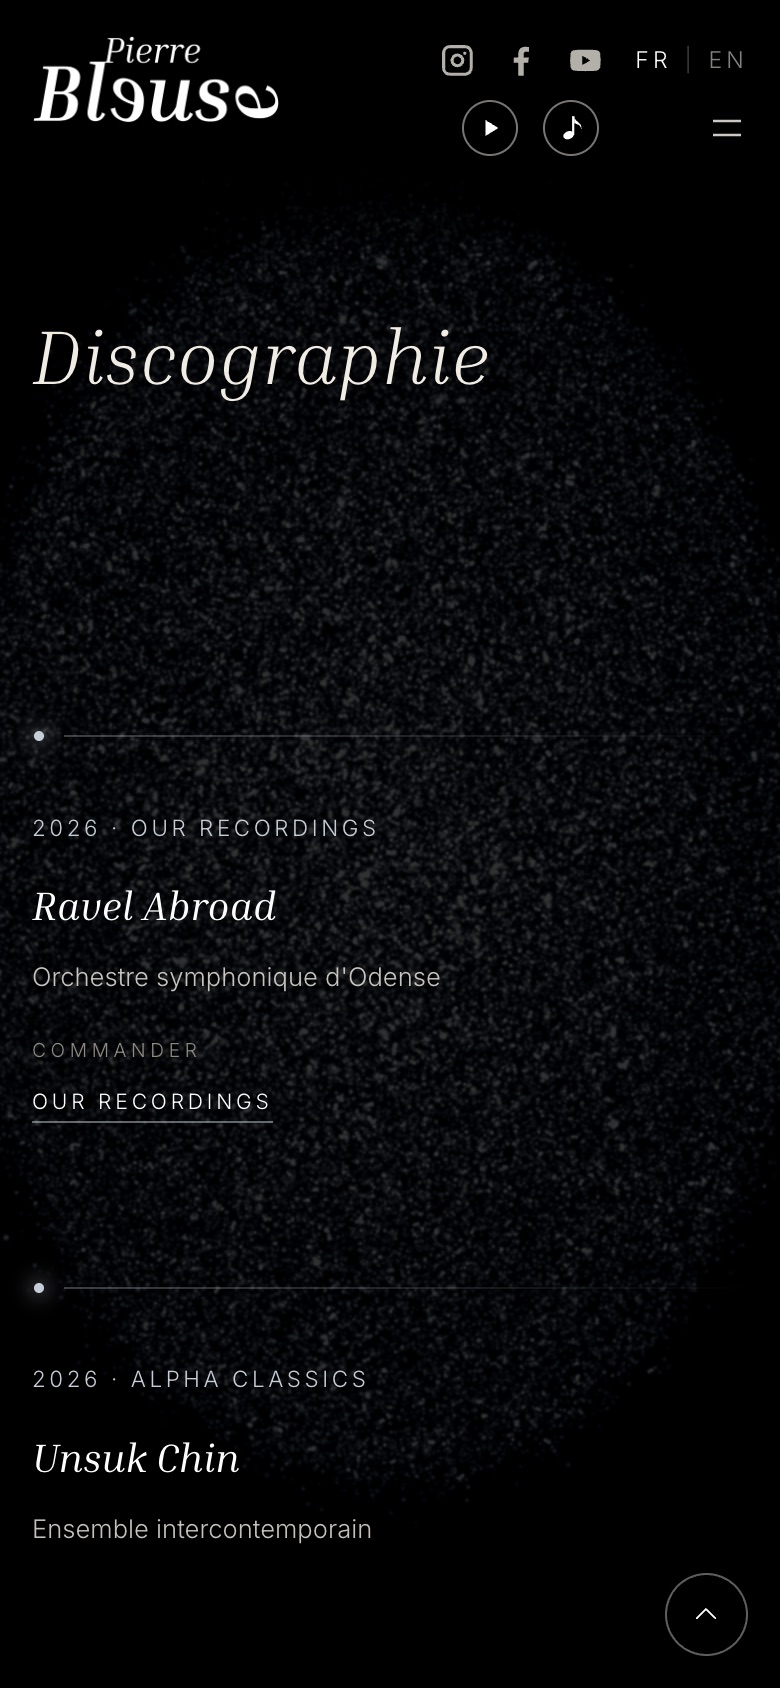 Pierre
Bleuse
FR | EN
Discographie
2026 · OUR RECORDINGS
Ravel Abroad
Orchestre symphonique d'Odense
COMMANDER
OUR RECORDINGS
2026 · ALPHA CLASSICS
Unsuk Chin
Ensemble intercontemporain